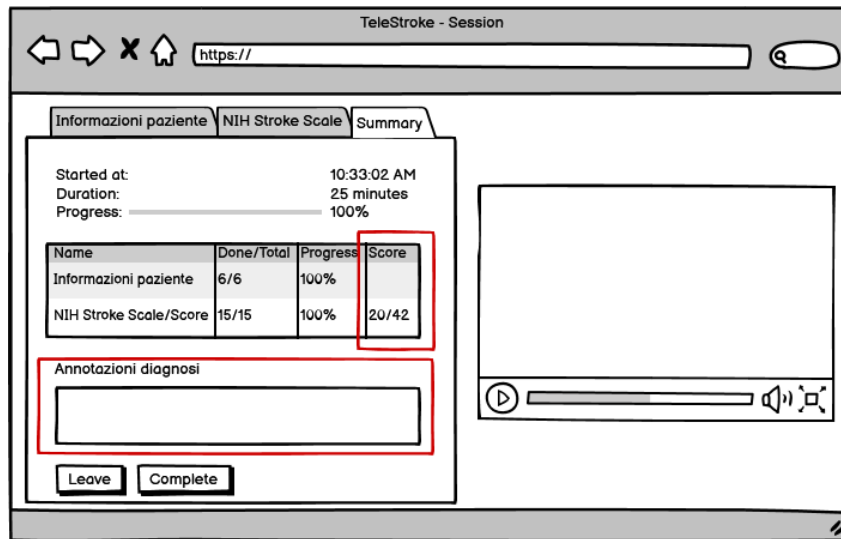 TeleStroke - Session
https://
Informazioni paziente NIH Stroke Scale Summary
Started at: 10:33:02 AM
Duration: 25 minutes
Progress: 100%
Name Done/Total Progress Score
Informazioni paziente 6/6 100%
NIH Stroke Scale/Score 15/15 100% 20/42
Annotazioni diagnosi
Leave Complete